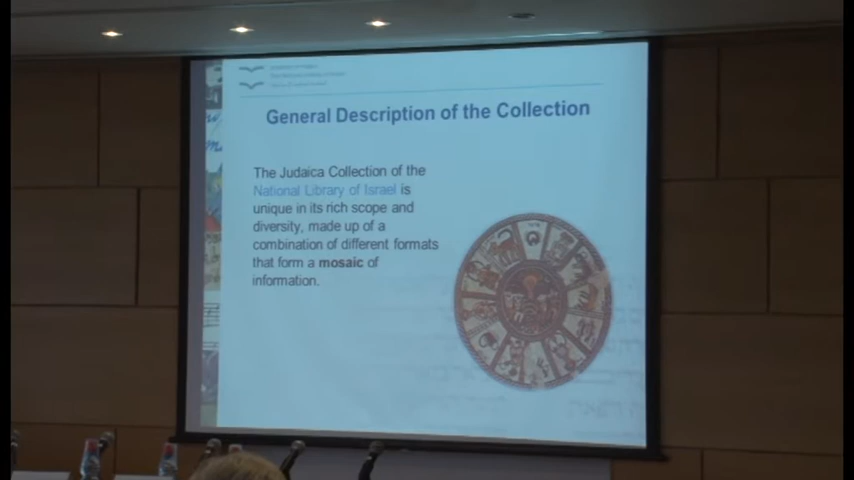 General Description of the Collection
The Judaica Collection of the
National Library of Israel is
unique in its rich scope and
diversity, made up of a
combination of different formats
that form a mosaic of
information.